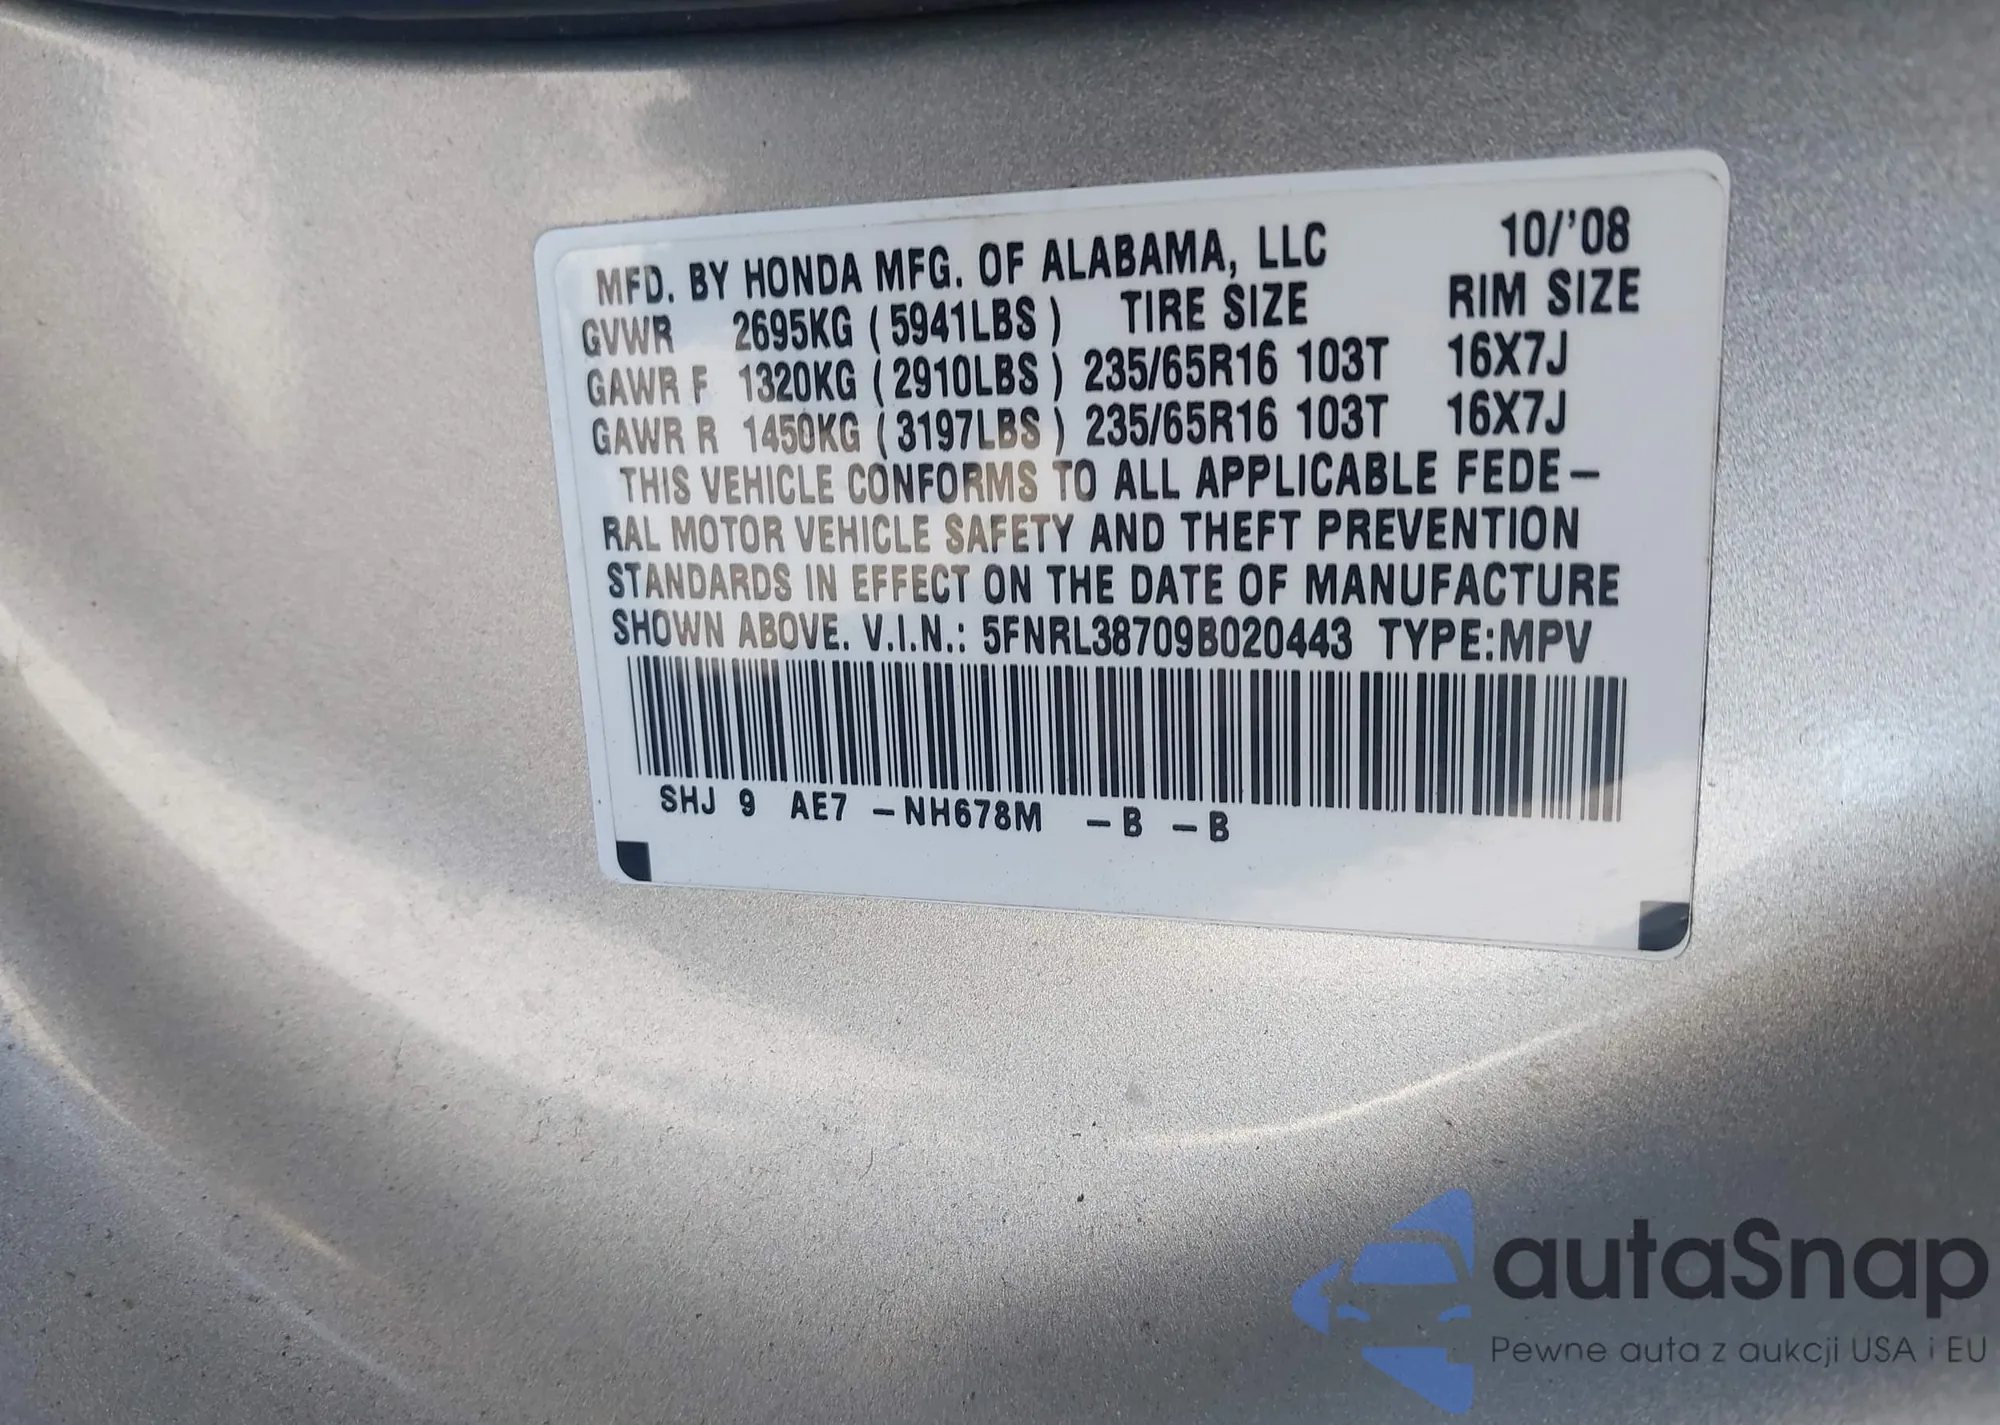 MFD. BY HONDA MFG. OF ALABAMA, LLC 10/'08
GVWR 2695KG ( 5941LBS ) TIRE SIZE RIM SIZE
GAWR F 1320KG ( 2910LBS ) 235/65R16 103T 16X7J
GAWR R 1450KG ( 3197LBS ) 235/65R16 103T 16X7J
THIS VEHICLE CONFORMS TO ALL APPLICABLE FEDE-
RAL MOTOR VEHICLE SAFETY AND THEFT PREVENTION
STANDARDS IN EFFECT ON THE DATE OF MANUFACTURE
SHOWN ABOVE. V.I.N.: 5FNRL38709B020443 TYPE:MPV
SHJ 9 AE7 -NH678M -B -B
autaSnap
Pewne auta z aukcji USA i EU